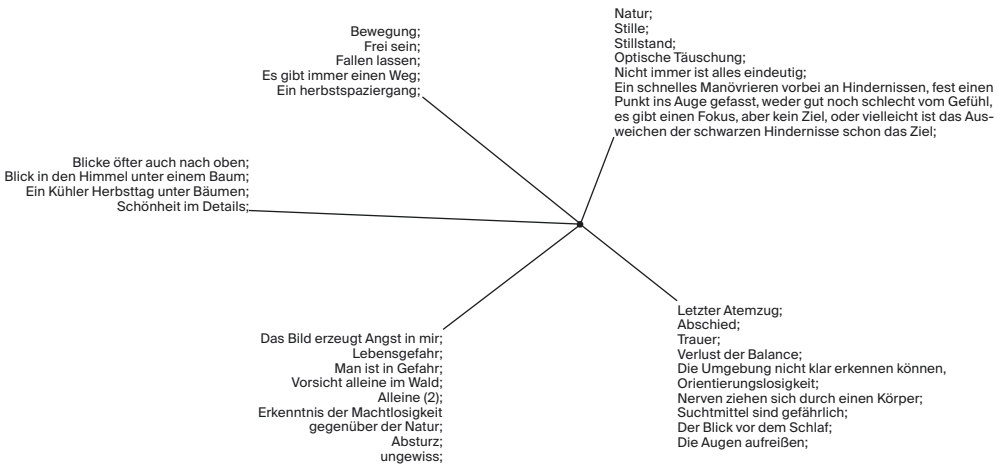 Bewegung;
Frei sein;
Fallen lassen;
Es gibt immer einen Weg;
Ein herbstspaziergang;
Natur;
Stille;
Stillstand;
Optische Täuschung;
Nicht immer ist alles eindeutig;
Ein schnelles Manövrieren vorbei an Hindernissen, fest einen
Punkt ins Auge gefasst, weder gut noch schlecht vom Gefühl,
es gibt einen Fokus, aber kein Ziel, oder vielleicht ist das Aus-
weichen der schwarzen Hindernisse schon das Ziel;
Blicke öfter auch nach oben;
Blick in den Himmel unter einem Baum;
Ein Kühler Herbsttag unter Bäumen;
Schönheit im Details;
Das Bild erzeugt Angst in mir;
Lebensgefahr;
Man ist in Gefahr;
Vorsicht alleine im Wald;
Alleine (2);
Erkenntnis der Machtlosigkeit
gegenüber der Natur;
Absturz;
ungewiss;
Letzter Atemzug;
Abschied;
Trauer;
Verlust der Balance;
Die Umgebung nicht klar erkennen können,
Orientierungslosigkeit;
Nerven ziehen sich durch einen Körper;
Suchtmittel sind gefährlich;
Der Blick vor dem Schlaf;
Die Augen aufreißen;